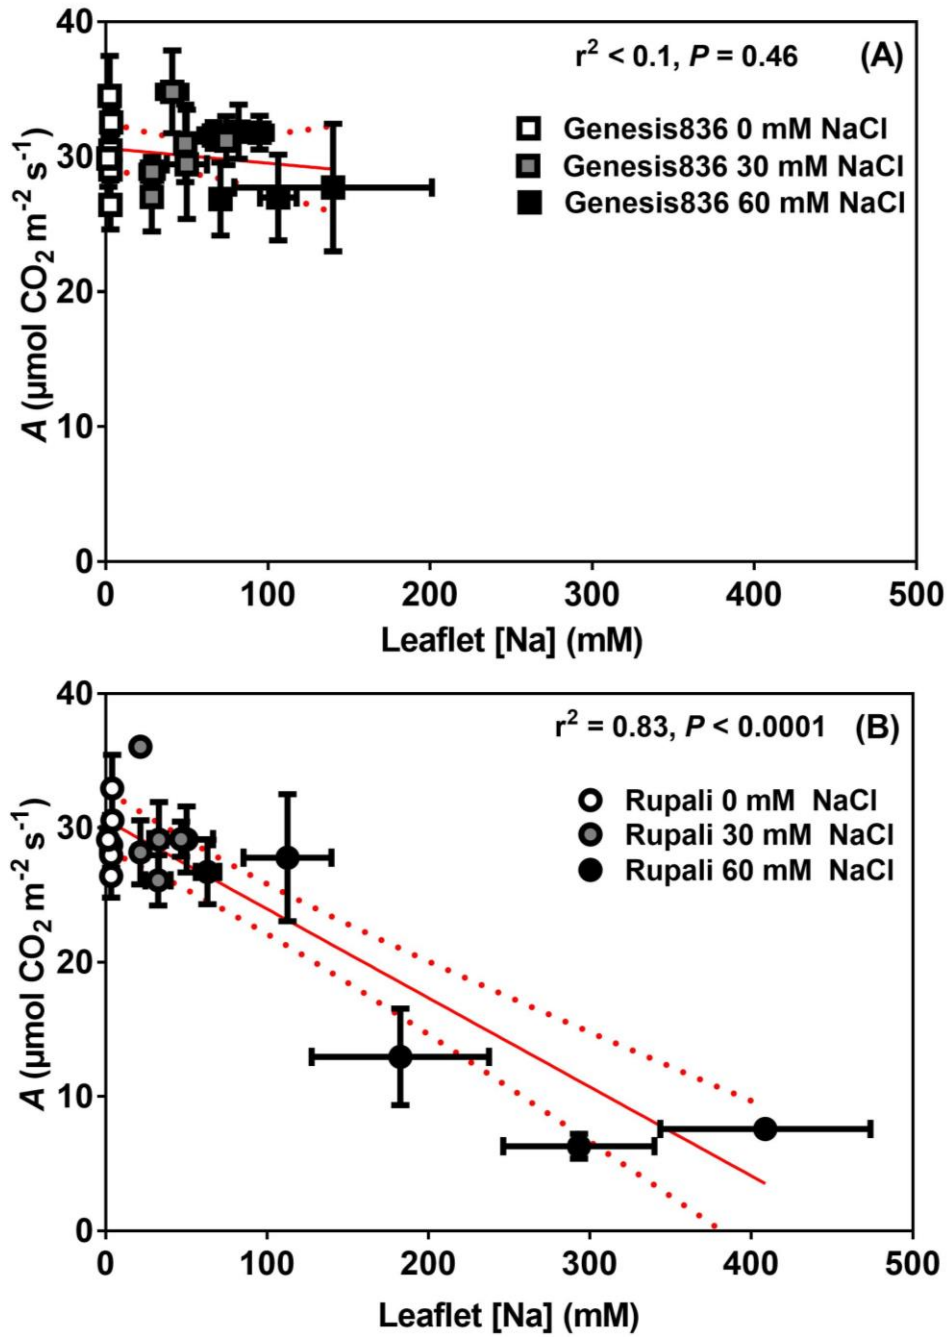 40
r² < 0.1, P = 0.46 (A)
Genesis836 0 mM NaCl
30
Genesis836 30 mM NaCl
Genesis836 60 mM NaCl
A (µmol CO₂ m⁻² s⁻¹)
20
10
0
0 100 200 300 400 500
Leaflet [Na] (mM)
40
r² = 0.83, P < 0.0001 (B)
Rupali 0 mM NaCl
30
Rupali 30 mM NaCl
Rupali 60 mM NaCl
A (µmol CO₂ m⁻² s⁻¹)
20
10
0
0 100 200 300 400 500
Leaflet [Na] (mM)